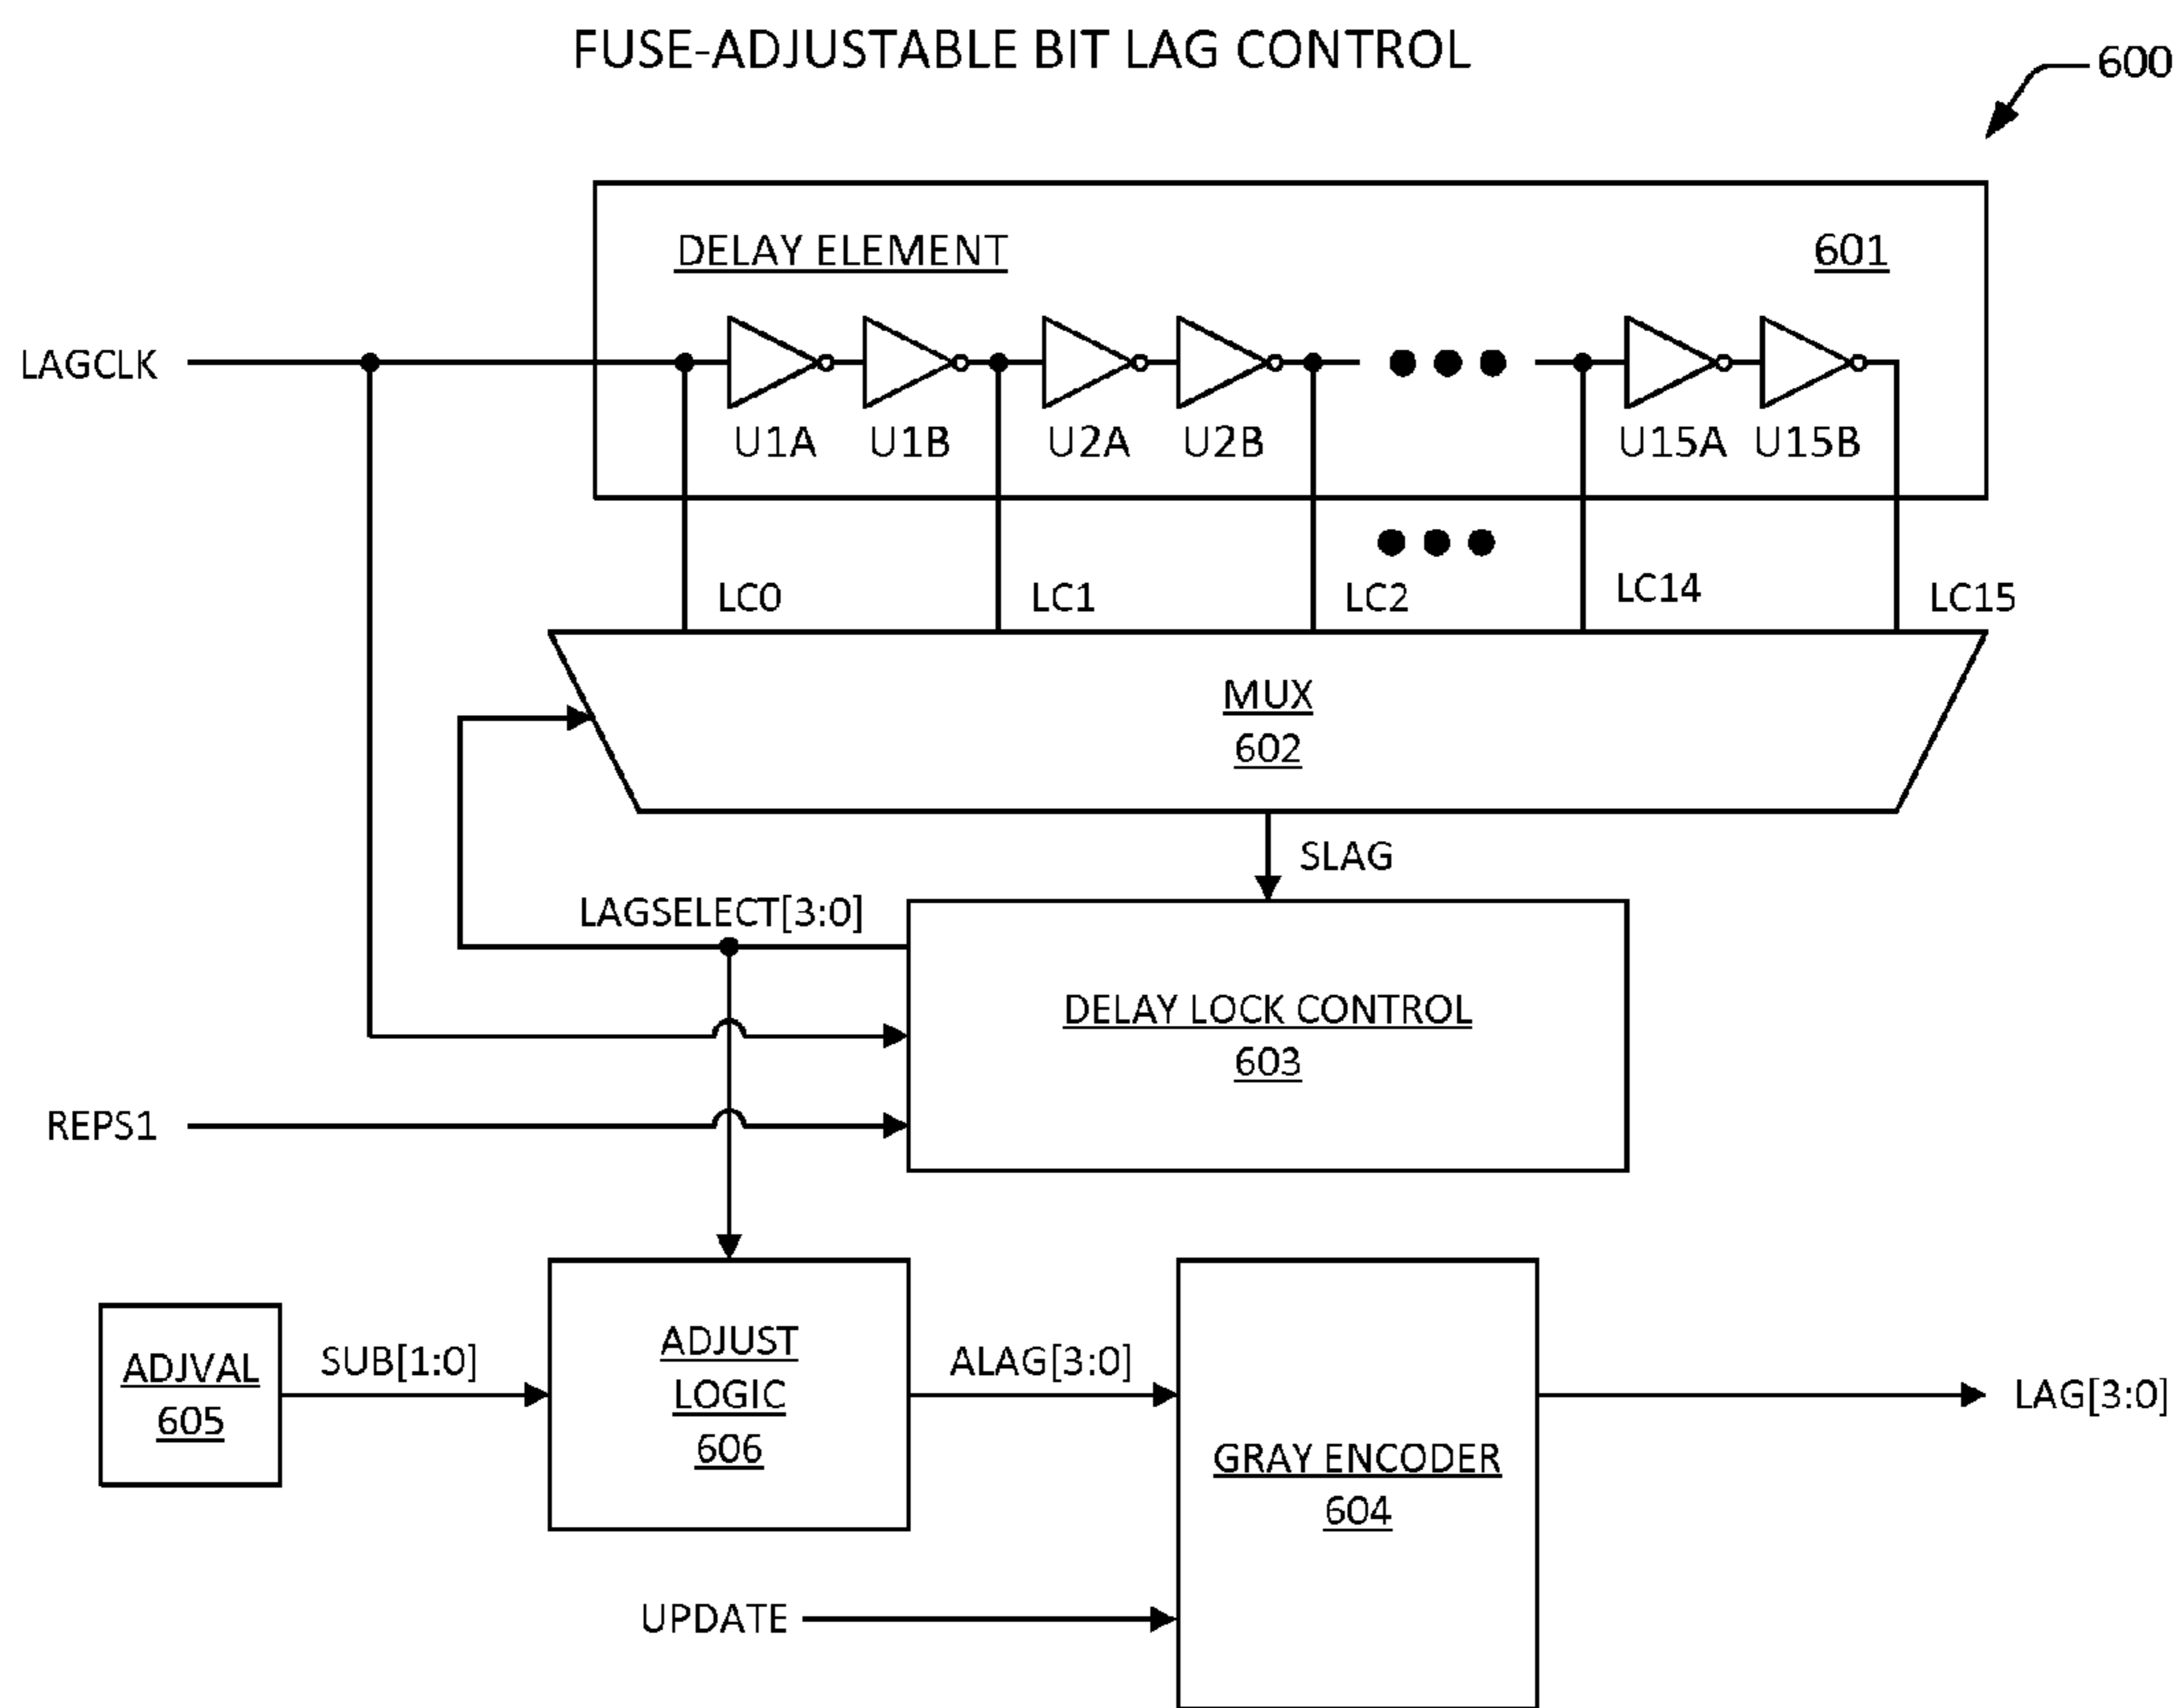 FUSE-ADJUSTABLE BIT LAG CONTROL
600
DELAY ELEMENT
601
LAGCLK
U1A
U1B
U2A
U2B
U15A
U15B
LC0
LC1
LC2
LC14
LC15
MUX
602
SLAG
LAGSELECT[3:0]
DELAY LOCK CONTROL
603
REPS1
ADJVAL
605
SUB[1:0]
ADJUST
LOGIC
606
ALAG[3:0]
GRAY ENCODER
604
LAG[3:0]
UPDATE